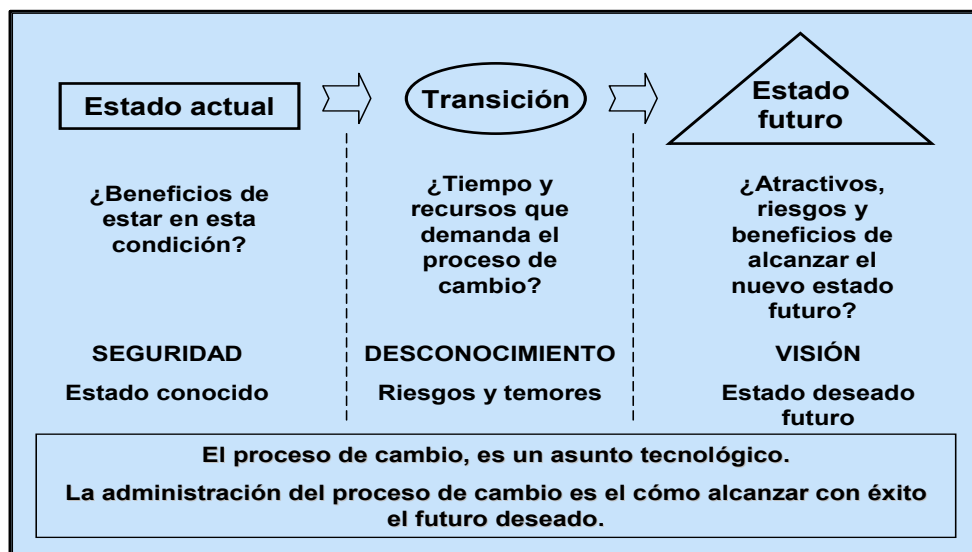 Estado actual
Transición
Estado
futuro
¿Beneficios de
estar en esta
condición?
¿Tiempo y
recursos que
demanda el
proceso de
cambio?
¿Atractivos,
riesgos y
beneficios de
alcanzar el
nuevo estado
futuro?
SEGURIDAD
DESCONOCIMIENTO
VISIÓN
Estado conocido
Riesgos y temores
Estado deseado
futuro
El proceso de cambio, es un asunto tecnológico.
La administración del proceso de cambio es el cómo alcanzar con éxito
el futuro deseado.